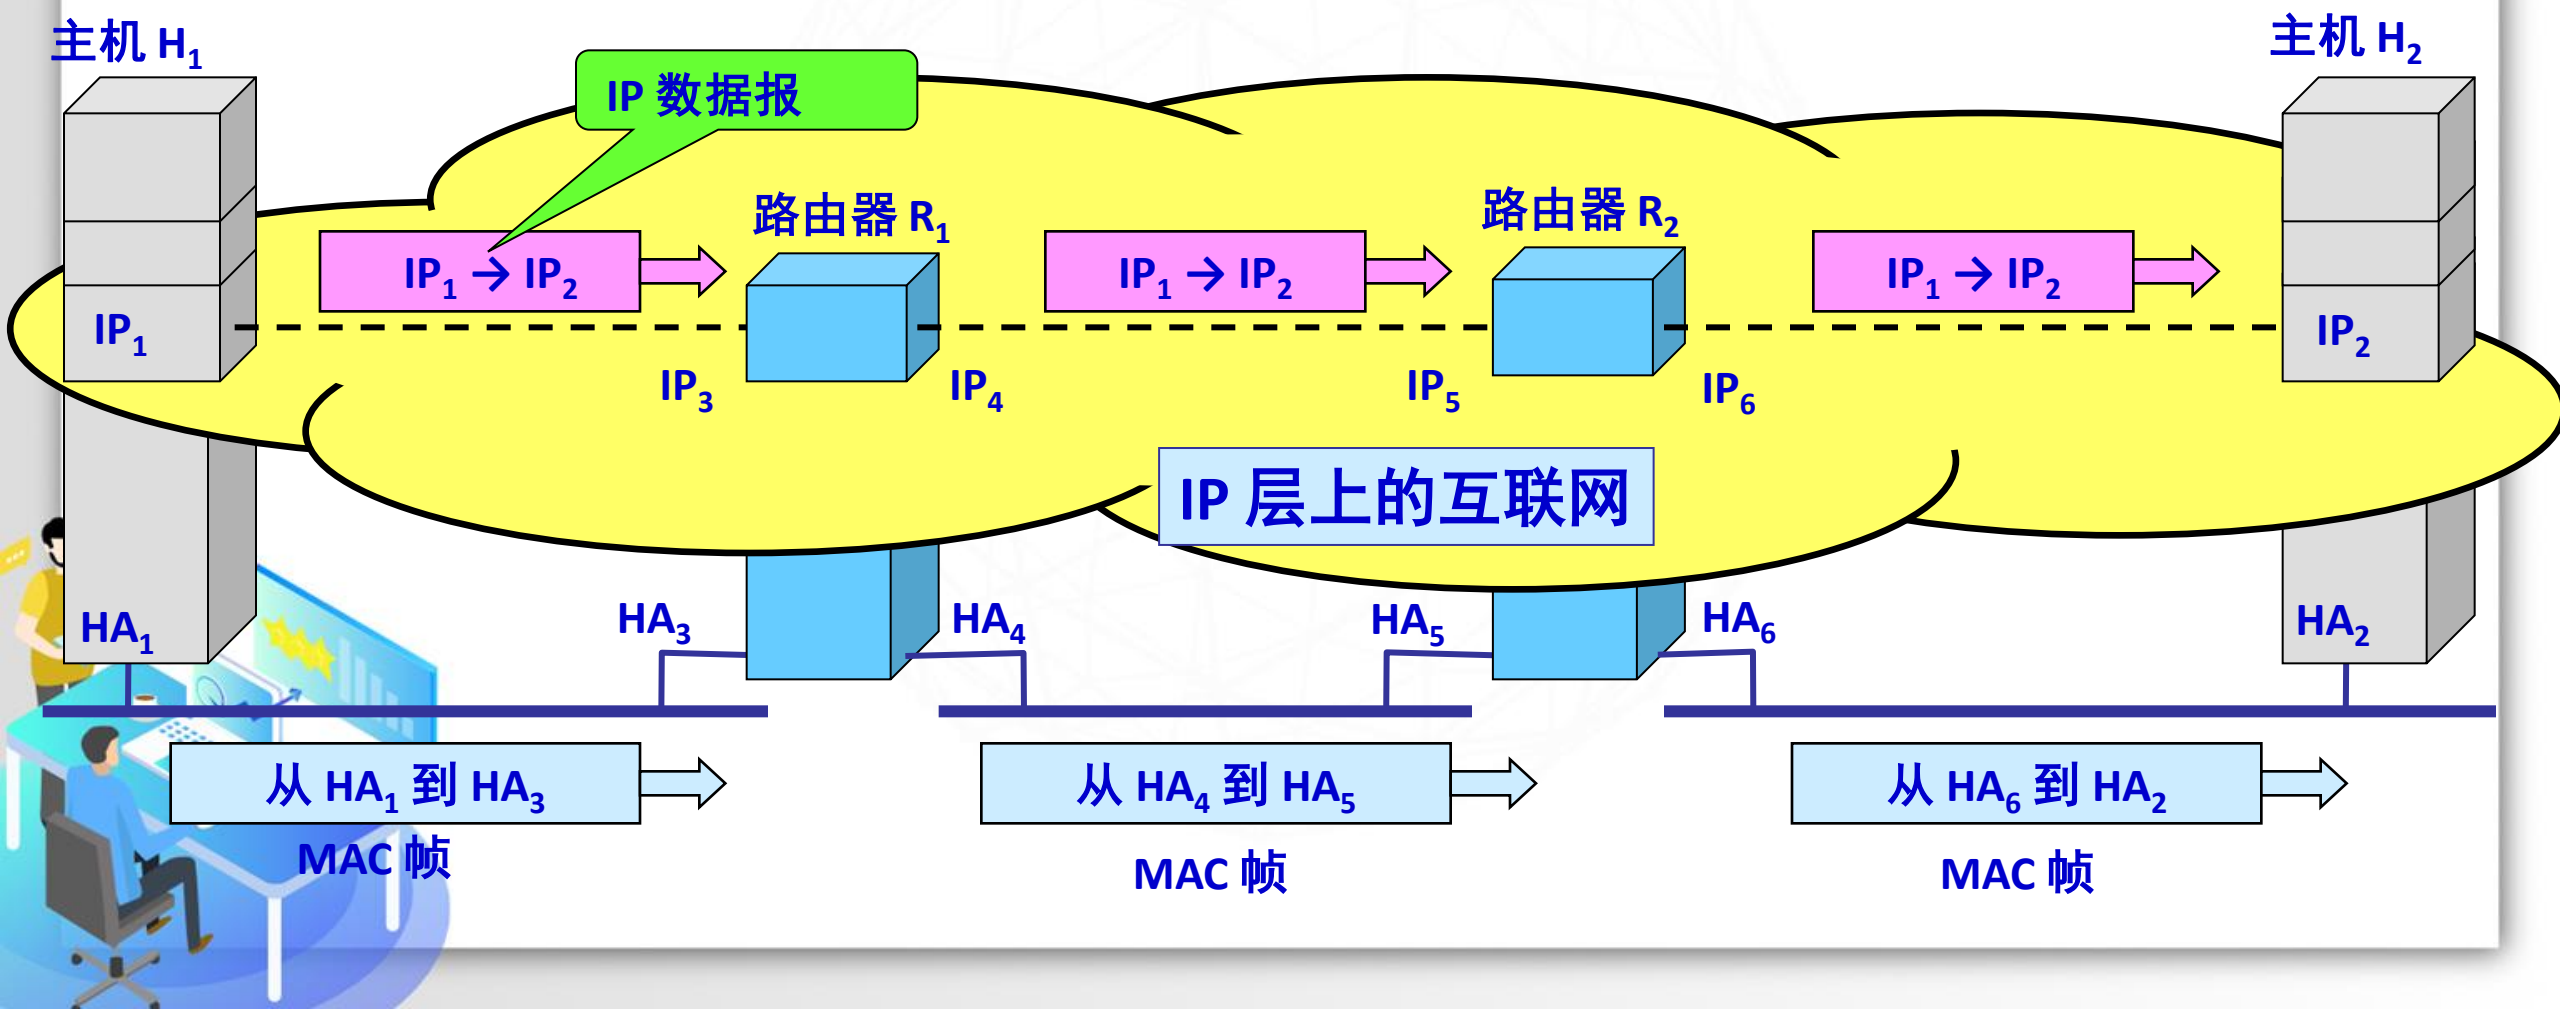 主机 H₁
主机 H₂
IP 数据报
路由器 R₁
路由器 R₂
IP₁ → IP₂
IP₁ → IP₂
IP₁ → IP₂
IP₁
IP₂
IP₃
IP₄
IP₅
IP₆
IP 层上的互联网
HA₁
HA₃
HA₄
HA₅
HA₆
HA₂
从 HA₁ 到 HA₃
从 HA₄ 到 HA₅
从 HA₆ 到 HA₂
MAC 帧
MAC 帧
MAC 帧